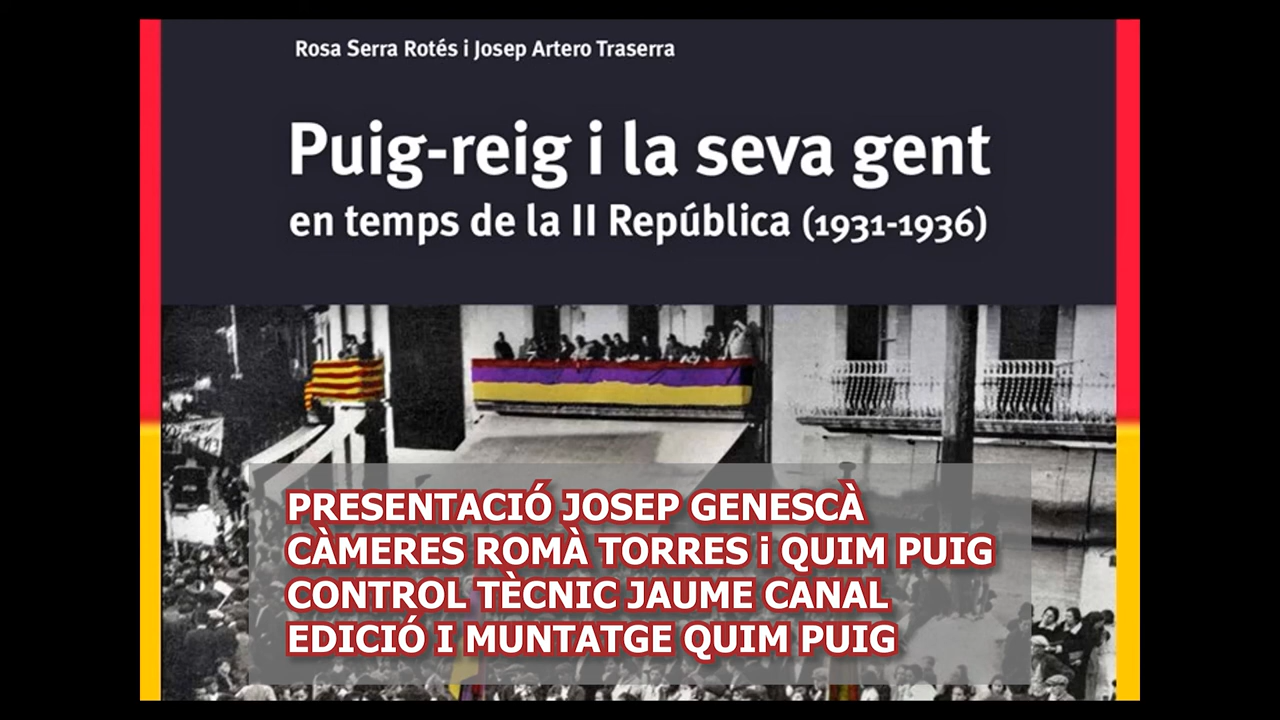 Rosa Serra Rotés i Josep Artero Traserra
Puig-reig i la seva gent
en temps de la II República (1931-1936)
PRESENTACIÓ JOSEP GENESCÀ
CÀMERES ROMÀ TORRES i QUIM PUIG
CONTROL TÈCNIC JAUME CANAL
EDICIÓ I MUNTATGE QUIM PUIG